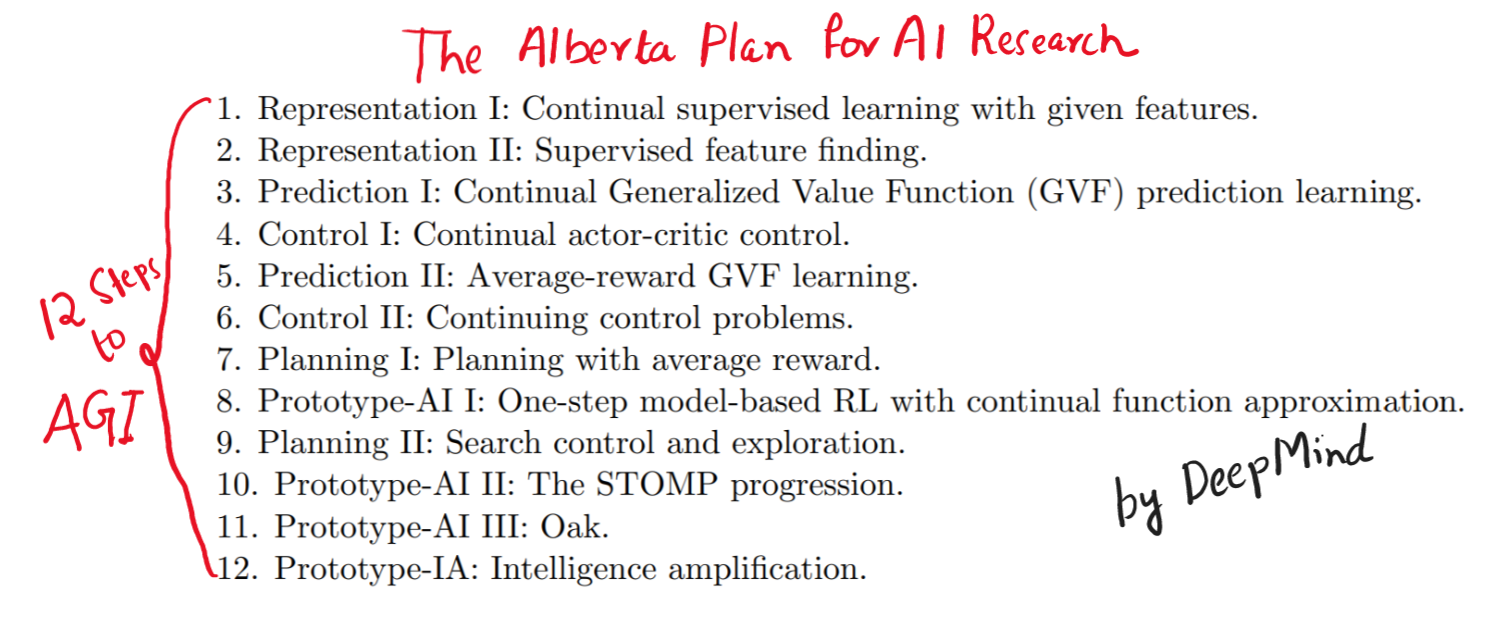 The Alberta Plan for AI Research
1. Representation I: Continual supervised learning with given features.
2. Representation II: Supervised feature finding.
3. Prediction I: Continual Generalized Value Function (GVF) prediction learning.
4. Control I: Continual actor-critic control.
5. Prediction II: Average-reward GVF learning.
6. Control II: Continuing control problems.
7. Planning I: Planning with average reward.
8. Prototype-AI I: One-step model-based RL with continual function approximation.
9. Planning II: Search control and exploration.
10. Prototype-AI II: The STOMP progression.
11. Prototype-AI III: Oak.
12. Prototype-IA: Intelligence amplification.
12 Steps
to
AGI
by DeepMind